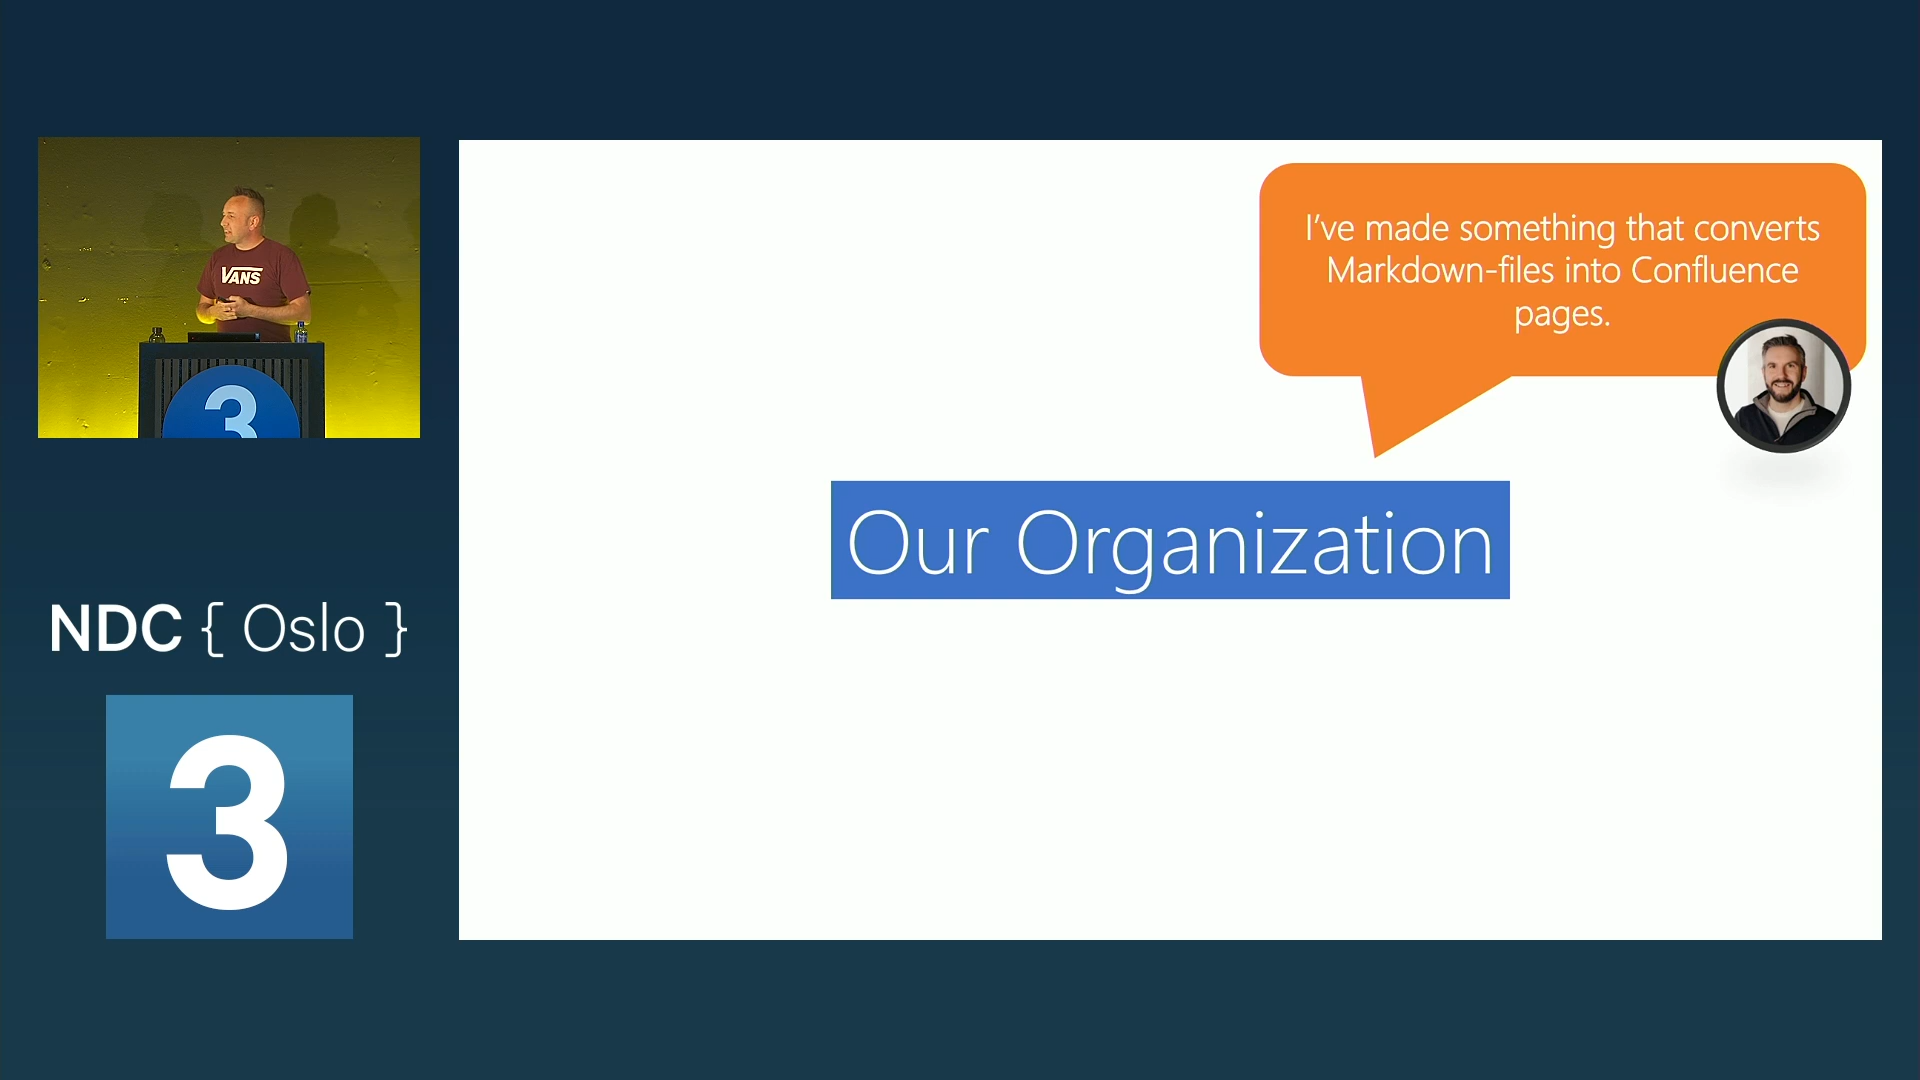 VANS
3
NDC { Oslo }
3
I've made something that converts
Markdown-files into Confluence
pages.
Our Organization